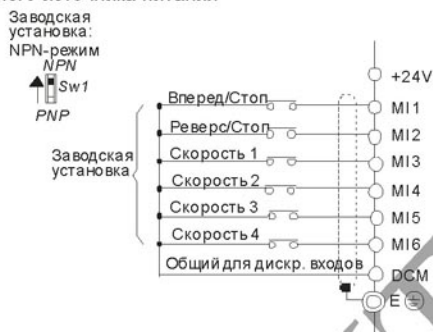 Заводская
установка:
NPN-режим
NPN
Sw1
PNP
+24V
Вперед/Стоп
MI1
Реверс/Стоп
MI2
Заводская
установка
Скорость 1
MI3
Скорость 2
MI4
Скорость 3
MI5
Скорость 4
MI6
Общий для дискр. входов
DCM
E